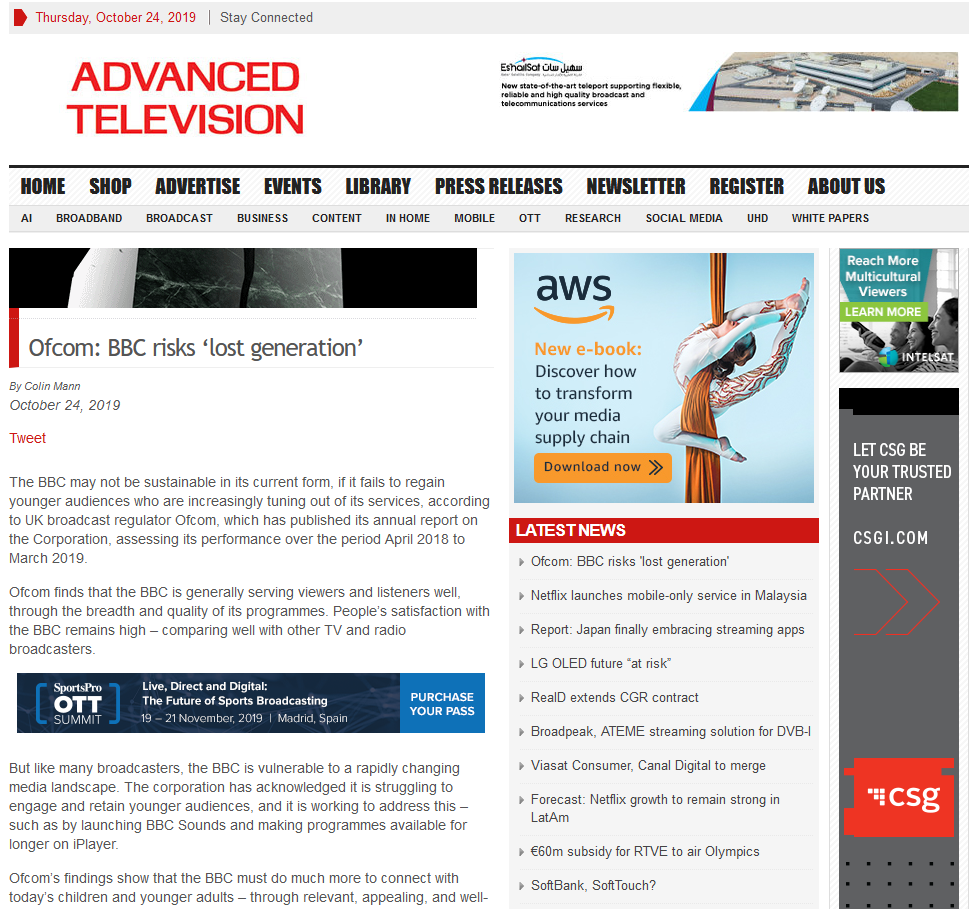 Thursday, October 24, 2019 | Stay Connected
ADVANCED
TELEVISION
Es'hailSat سهيل سات
New state-of-the-art teleport supporting flexible,
reliable and high quality broadcast and
telecommunications services
HOME SHOP ADVERTISE EVENTS LIBRARY PRESS RELEASES NEWSLETTER REGISTER ABOUT US
AI BROADBAND BROADCAST BUSINESS CONTENT IN HOME MOBILE OTT RESEARCH SOCIAL MEDIA UHD WHITE PAPERS
Ofcom: BBC risks ‘lost generation’
By Colin Mann
October 24, 2019
Tweet
The BBC may not be sustainable in its current form, if it fails to regain
younger audiences who are increasingly tuning out of its services, according
to UK broadcast regulator Ofcom, which has published its annual report on
the Corporation, assessing its performance over the period April 2018 to
March 2019.
Ofcom finds that the BBC is generally serving viewers and listeners well,
through the breadth and quality of its programmes. People’s satisfaction with
the BBC remains high – comparing well with other TV and radio
broadcasters.
SportsPro
OTT
SUMMIT
Live, Direct and Digital:
The Future of Sports Broadcasting
19 – 21 November, 2019 | Madrid, Spain
PURCHASE
YOUR PASS
But like many broadcasters, the BBC is vulnerable to a rapidly changing
media landscape. The corporation has acknowledged it is struggling to
engage and retain younger audiences, and it is working to address this –
such as by launching BBC Sounds and making programmes available for
longer on iPlayer.
Ofcom’s findings show that the BBC must do much more to connect with
today’s children and younger adults – through relevant, appealing, and well-
aws
New e-book:
Discover how
to transform
your media
supply chain
Download now
LATEST NEWS
Ofcom: BBC risks 'lost generation'
Netflix launches mobile-only service in Malaysia
Report: Japan finally embracing streaming apps
LG OLED future “at risk”
RealD extends CGR contract
Broadpeak, ATEME streaming solution for DVB-I
Viasat Consumer, Canal Digital to merge
Forecast: Netflix growth to remain strong in
LatAm
€60m subsidy for RTVE to air Olympics
SoftBank, SoftTouch?
Reach More
Multicultural
Viewers
LEARN MORE
INTELSAT
LET CSG BE
YOUR TRUSTED
PARTNER
CSGI.COM
csg